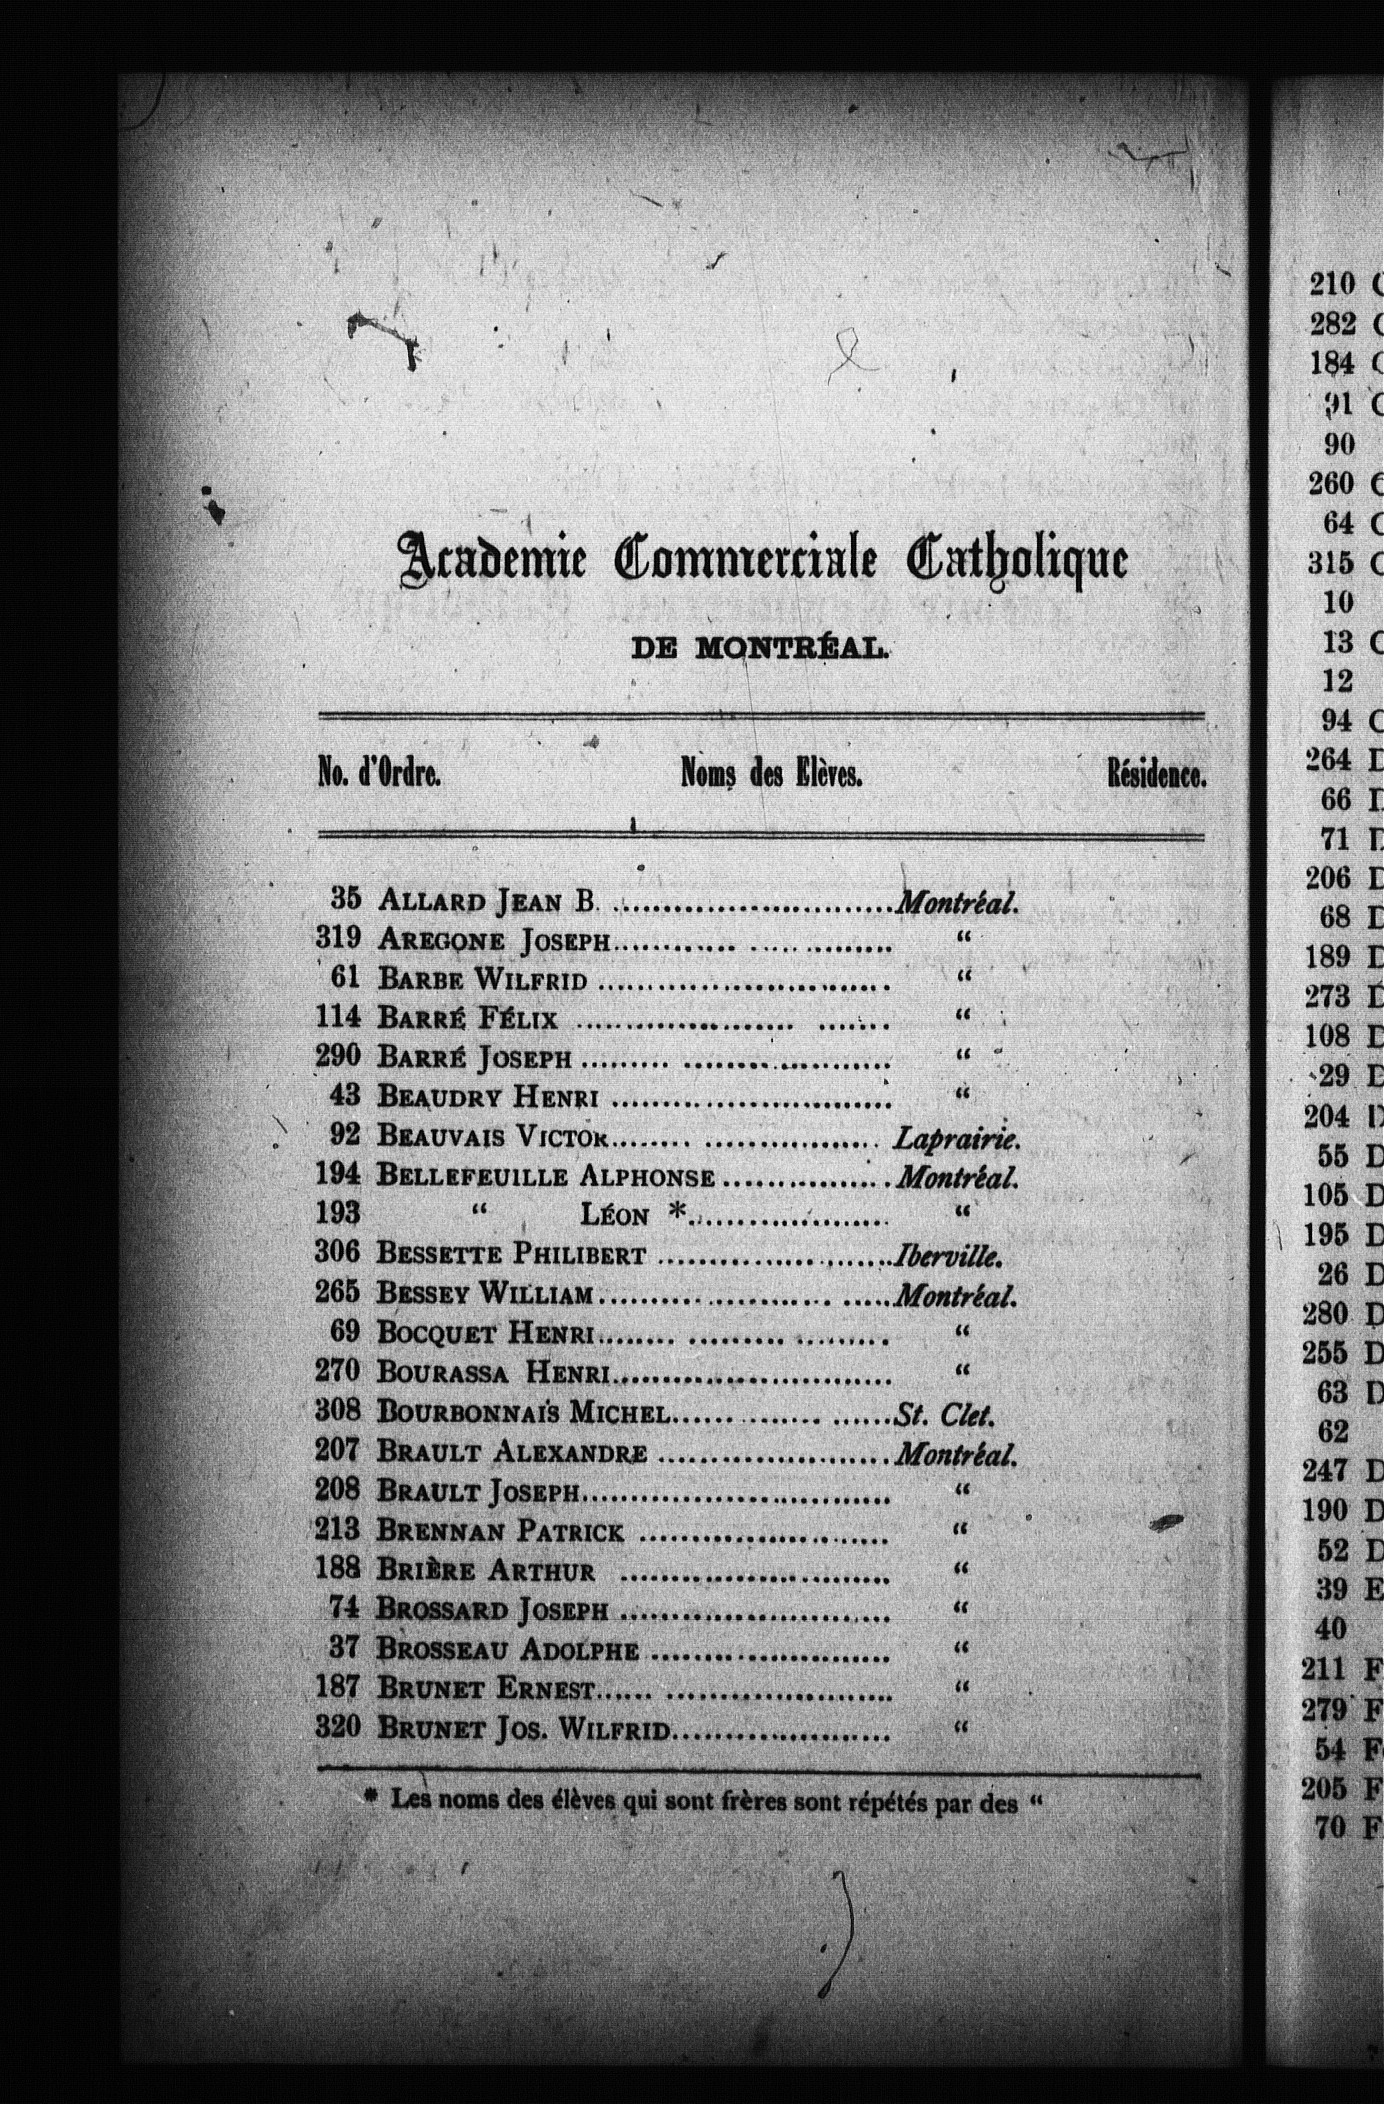 Academie Commerciale Catholique
DE MONTRÉAL.
No. d'Ordre. Noms des Elèves. Résidence.
35 ALLARD JEAN B. ............................Montréal.
319 AREGONE JOSEPH............................ “
61 BARBE WILFRID ............................ “
114 BARRÉ FÉLIX ............................ “
290 BARRÉ JOSEPH ............................ “
43 BEAUDRY HENRI ............................ “
92 BEAUVAIS VICTOR............................ Laprairie.
194 BELLEFEUILLE ALPHONSE ................Montréal.
193 “ LÉON *.................... “
306 BESSETTE PHILIBERT ........................Iberville.
265 BESSEY WILLIAM............................Montréal.
69 BOCQUET HENRI............................ “
270 BOURASSA HENRI............................ “
308 BOURBONNAIS MICHEL......................St. Clet.
207 BRAULT ALEXANDRE ........................Montréal.
208 BRAULT JOSEPH.............................. “
213 BRENNAN PATRICK ........................ “
188 BRIÈRE ARTHUR .......................... “
74 BROSSARD JOSEPH .......................... “
37 BROSSEAU ADOLPHE ........................ “
187 BRUNET ERNEST............................ “
320 BRUNET JOS. WILFRID...................... “
* Les noms des élèves qui sont frères sont répétés par des “
210 C
282 C
184 C
91 C
90
260 C
64 C
315 C
10
13 C
12
94 C
264 D
66 D
71 D
206 D
68 D
189 D
273 D
108 D
29 D
204 D
55 D
105 D
195 D
26 D
280 D
255 D
63 D
62
247 D
190 D
52 D
39 E
40
211 F
279 F
54 F
205 F
70 F